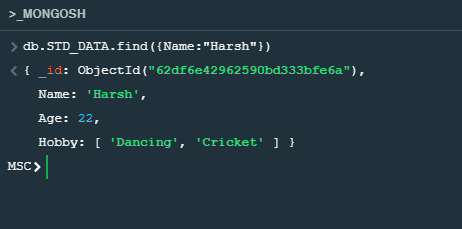 >_MONGOSH
> db.STD_DATA.find({Name:"Harsh"})
< { _id: ObjectId("62df6e42962590bd333bfe6a"),
Name: 'Harsh',
Age: 22,
Hobby: [ 'Dancing', 'Cricket' ] }
MSC>